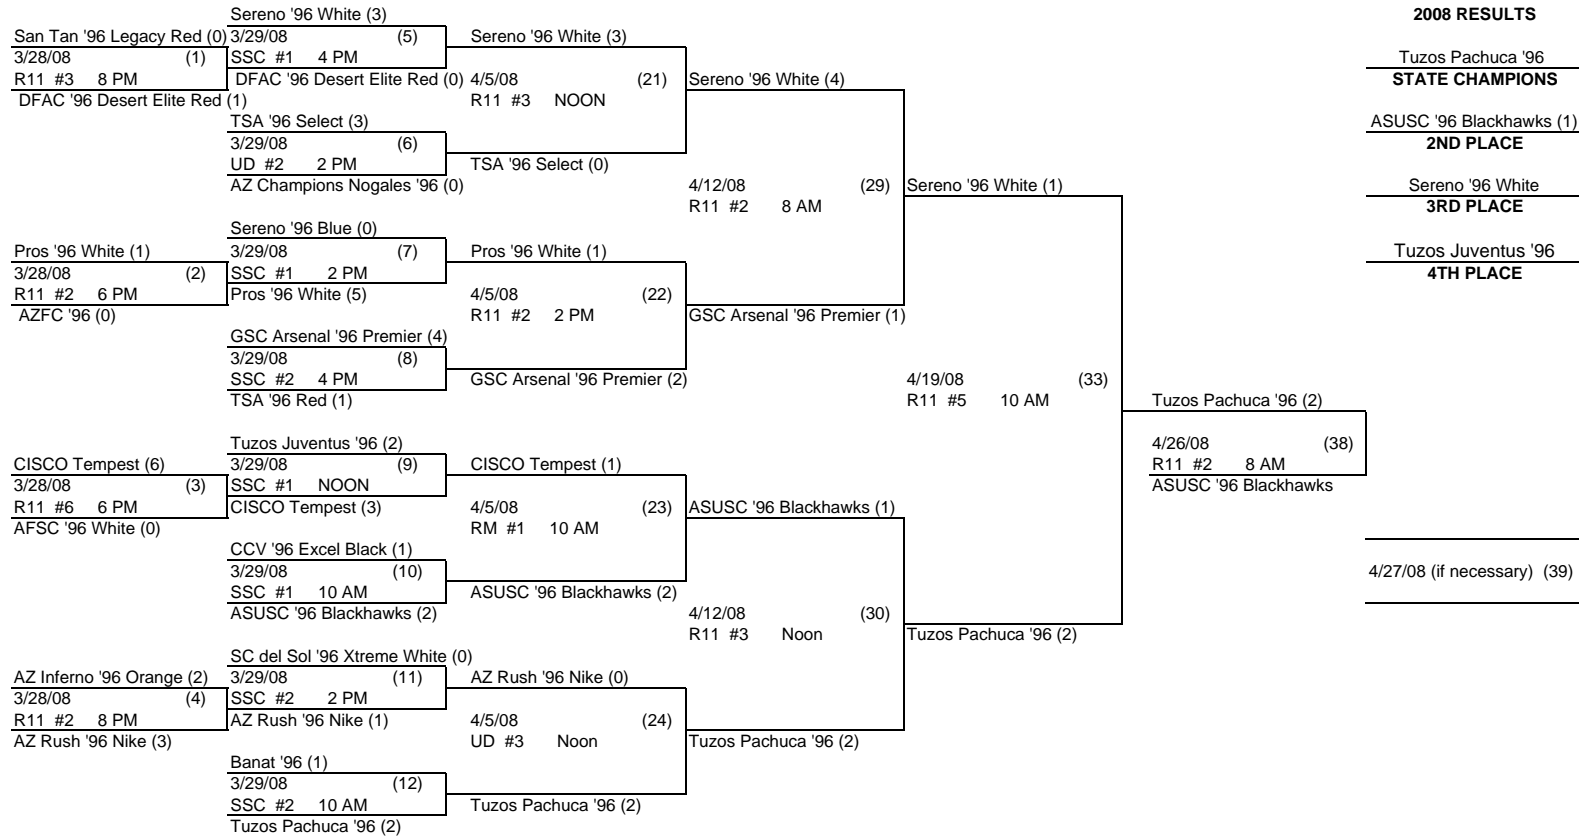 Sereno '96 White (3)
San Tan '96 Legacy Red (0)
3/28/08 (1)
R11 #3 8 PM
DFAC '96 Desert Elite Red (1)
3/29/08 (5)
SSC #1 4 PM
DFAC '96 Desert Elite Red (0)
TSA '96 Select (3)
3/29/08 (6)
UD #2 2 PM
AZ Champions Nogales '96 (0)
Sereno '96 Blue (0)
Pros '96 White (1)
3/28/08 (2)
R11 #2 6 PM
AZFC '96 (0)
3/29/08 (7)
SSC #1 2 PM
Pros '96 White (5)
GSC Arsenal '96 Premier (4)
3/29/08 (8)
SSC #2 4 PM
TSA '96 Red (1)
Tuzos Juventus '96 (2)
CISCO Tempest (6)
3/28/08 (3)
R11 #6 6 PM
AFSC '96 White (0)
3/29/08 (9)
SSC #1 NOON
CISCO Tempest (3)
CCV '96 Excel Black (1)
3/29/08 (10)
SSC #1 10 AM
ASUSC '96 Blackhawks (2)
SC del Sol '96 Xtreme White (0)
AZ Inferno '96 Orange (2)
3/28/08 (4)
R11 #2 8 PM
AZ Rush '96 Nike (3)
3/29/08 (11)
SSC #2 2 PM
AZ Rush '96 Nike (1)
Banat '96 (1)
3/29/08 (12)
SSC #2 10 AM
Tuzos Pachuca '96 (2)
Sereno '96 White (3)
4/5/08 (21)
R11 #3 NOON
TSA '96 Select (0)
Pros '96 White (1)
4/5/08 (22)
R11 #2 2 PM
GSC Arsenal '96 Premier (2)
CISCO Tempest (1)
4/5/08 (23)
RM #1 10 AM
ASUSC '96 Blackhawks (2)
AZ Rush '96 Nike (0)
4/5/08 (24)
UD #3 Noon
Tuzos Pachuca '96 (2)
Sereno '96 White (4)
4/12/08 (29)
R11 #2 8 AM
GSC Arsenal '96 Premier (1)
ASUSC '96 Blackhawks (1)
4/12/08 (30)
R11 #3 Noon
Tuzos Pachuca '96 (2)
Sereno '96 White (1)
4/19/08 (33)
R11 #5 10 AM
Tuzos Pachuca '96 (2)
Tuzos Pachuca '96 (2)
4/26/08 (38)
R11 #2 8 AM
ASUSC '96 Blackhawks
2008 RESULTS
Tuzos Pachuca '96
STATE CHAMPIONS
ASUSC '96 Blackhawks (1)
2ND PLACE
Sereno '96 White
3RD PLACE
Tuzos Juventus '96
4TH PLACE
4/27/08 (if necessary) (39)